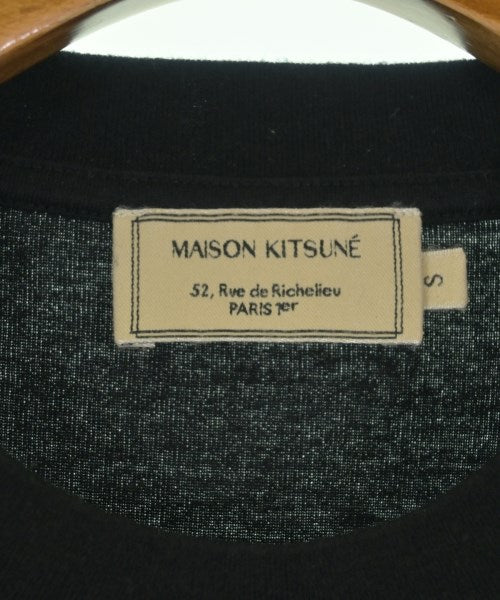 MAISON KITSUNÉ
52, Rue de Richelieu
PARIS 1er
S